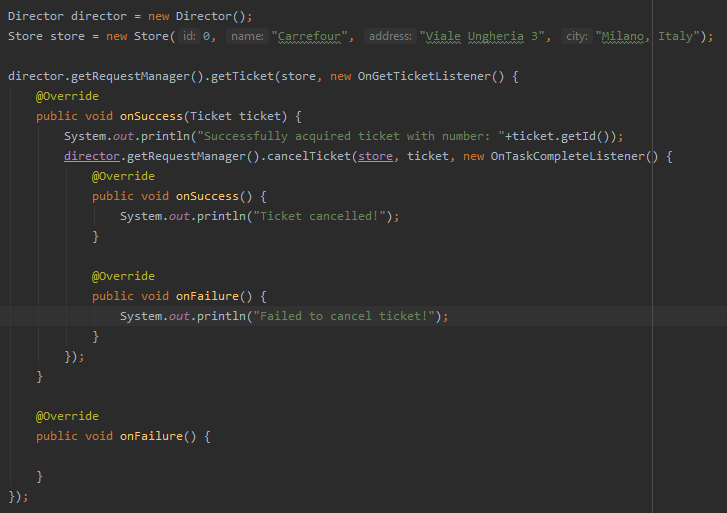 Director director = new Director();
Store store = new Store( id: 0, name: "Carrefour", address: "Viale Ungheria 3", city: "Milano, Italy");
director.getRequestManager().getTicket(store, new OnGetTicketListener() {
@Override
public void onSuccess(Ticket ticket) {
System.out.println("Successfully acquired ticket with number: "+ticket.getId());
director.getRequestManager().cancelTicket(store, ticket, new OnTaskCompleteListener() {
@Override
public void onSuccess() {
System.out.println("Ticket cancelled!");
}
@Override
public void onFailure() {
System.out.println("Failed to cancel ticket!");
}
});
}
@Override
public void onFailure() {
}
});